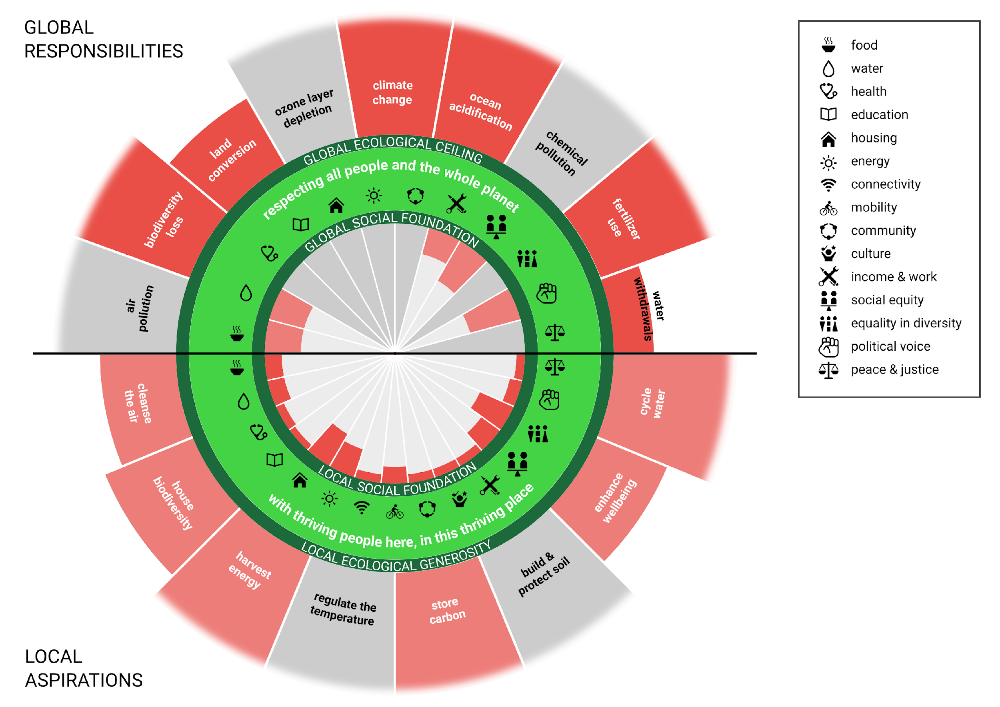 GLOBAL
RESPONSIBILITIES
ozone layer
depletion
climate
change
ocean
acidification
chemical
pollution
fertilizer
use
water
withdrawals
land
conversion
biodiversity
loss
air
pollution
GLOBAL ECOLOGICAL CEILING
respecting all people and the whole planet
GLOBAL SOCIAL FOUNDATION
LOCAL SOCIAL FOUNDATION
with thriving people here, in this thriving place
LOCAL ECOLOGICAL GENEROSITY
cleanse
the air
house
biodiversity
harvest
energy
regulate the
temperature
store
carbon
build &
protect soil
enhance
wellbeing
cycle
water
LOCAL
ASPIRATIONS
food
water
health
education
housing
energy
connectivity
mobility
community
culture
income & work
social equity
equality in diversity
political voice
peace & justice